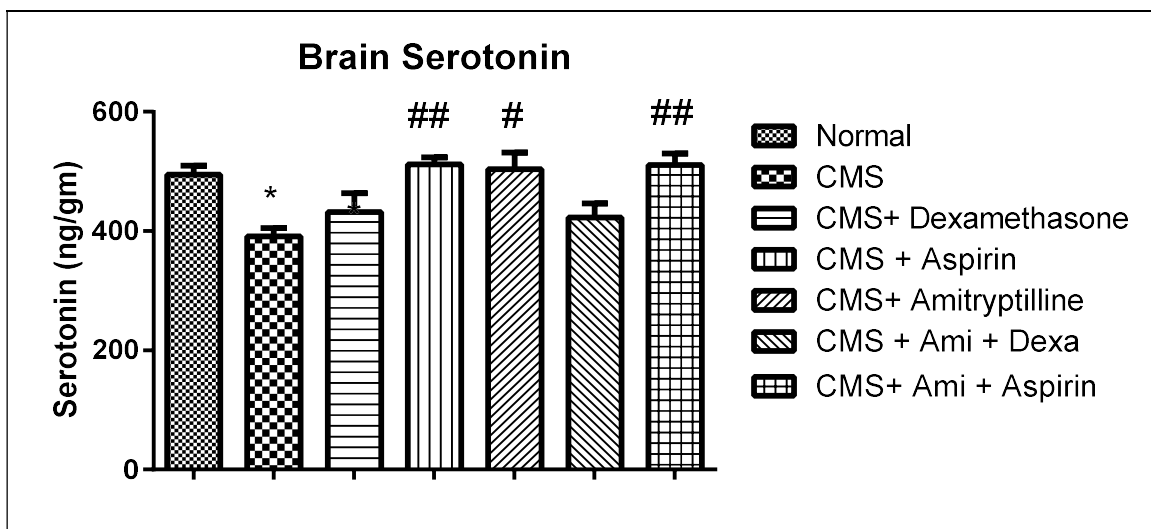 Brain Serotonin
Serotonin (ng/gm)
600
400
200
0
*
*
##
#
##
Normal
CMS
CMS+ Dexamethasone
CMS + Aspirin
CMS+ Amitryptilline
CMS + Ami + Dexa
CMS+ Ami + Aspirin